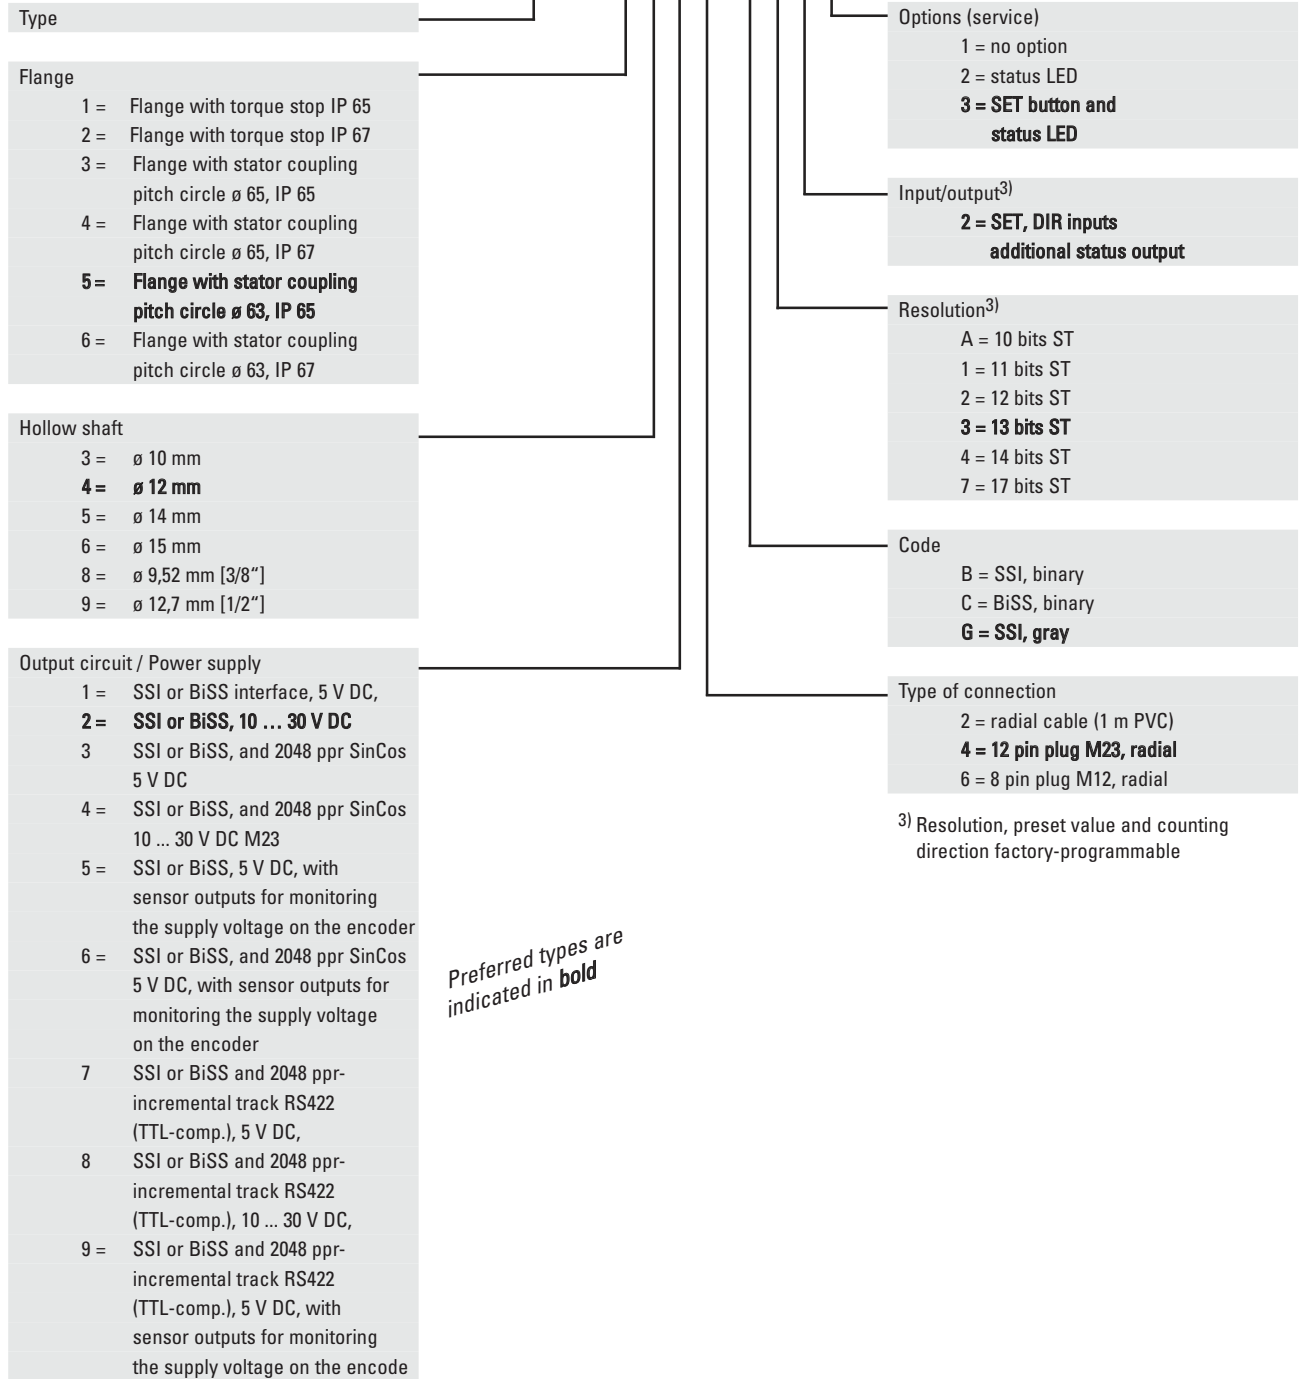 Type
Flange
1 = Flange with torque stop IP 65
2 = Flange with torque stop IP 67
3 = Flange with stator coupling
pitch circle ø 65, IP 65
4 = Flange with stator coupling
pitch circle ø 65, IP 67
5 = Flange with stator coupling
pitch circle ø 63, IP 65
6 = Flange with stator coupling
pitch circle ø 63, IP 67
Hollow shaft
3 = ø 10 mm
4 = ø 12 mm
5 = ø 14 mm
6 = ø 15 mm
8 = ø 9,52 mm [3/8“]
9 = ø 12,7 mm [1/2“]
Output circuit / Power supply
1 = SSI or BiSS interface, 5 V DC,
2 = SSI or BiSS, 10 … 30 V DC
3 SSI or BiSS, and 2048 ppr SinCos
5 V DC
4 = SSI or BiSS, and 2048 ppr SinCos
10 ... 30 V DC M23
5 = SSI or BiSS, 5 V DC, with
sensor outputs for monitoring
the supply voltage on the encoder
6 = SSI or BiSS, and 2048 ppr SinCos
5 V DC, with sensor outputs for
monitoring the supply voltage
on the encoder
7 SSI or BiSS and 2048 ppr-
incremental track RS422
(TTL-comp.), 5 V DC,
8 SSI or BiSS and 2048 ppr-
incremental track RS422
(TTL-comp.), 10 ... 30 V DC,
9 = SSI or BiSS and 2048 ppr-
incremental track RS422
(TTL-comp.), 5 V DC, with
sensor outputs for monitoring
the supply voltage on the encode
Preferred types are
indicated in bold
Options (service)
1 = no option
2 = status LED
3 = SET button and
status LED
Input/output3)
2 = SET, DIR inputs
additional status output
Resolution3)
A = 10 bits ST
1 = 11 bits ST
2 = 12 bits ST
3 = 13 bits ST
4 = 14 bits ST
7 = 17 bits ST
Code
B = SSI, binary
C = BiSS, binary
G = SSI, gray
Type of connection
2 = radial cable (1 m PVC)
4 = 12 pin plug M23, radial
6 = 8 pin plug M12, radial
3) Resolution, preset value and counting
direction factory-programmable